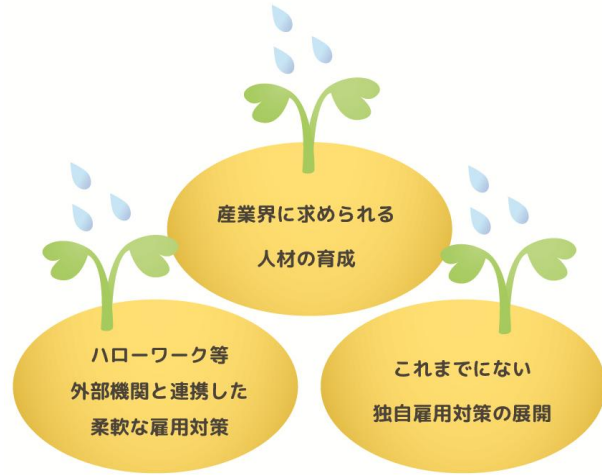 産業界に求められる
人材の育成
ハローワーク等
外部機関と連携した
柔軟な雇用対策
これまでにない
独自雇用対策の展開